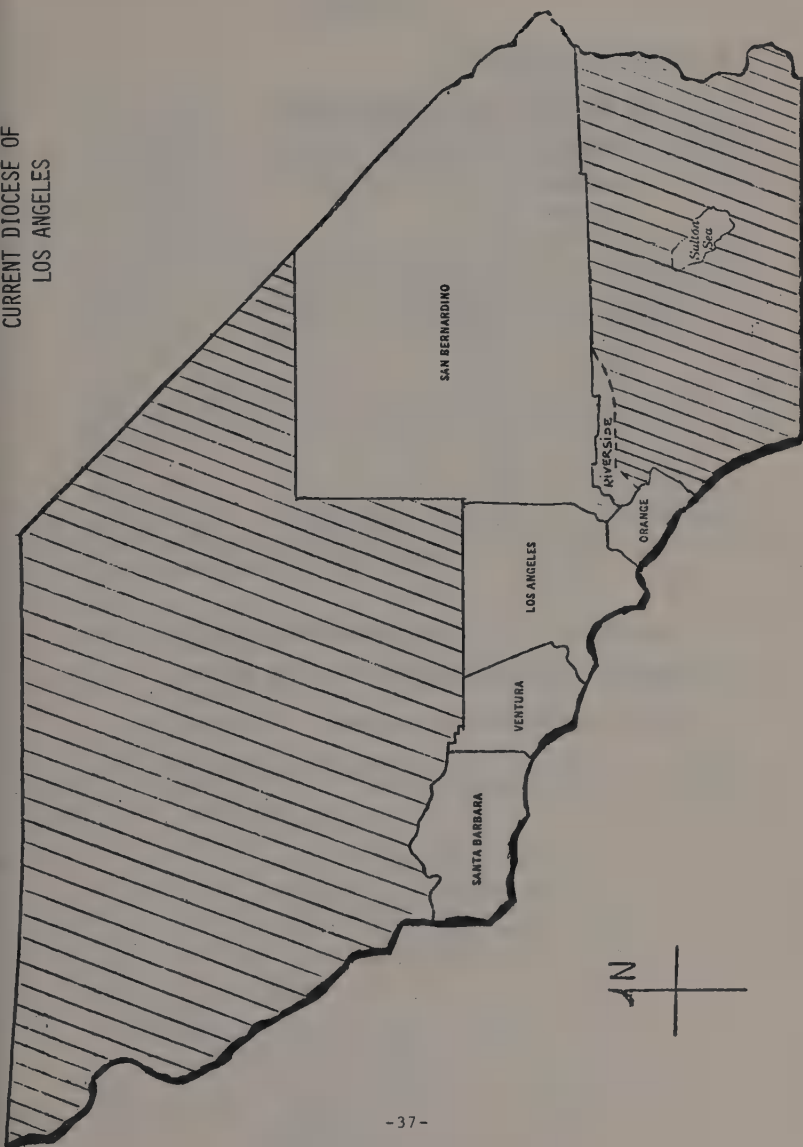 CURRENT DIOCESE OF
LOS ANGELES
SAN BERNARDINO
Salton
Sea
RIVERSIDE
ORANGE
LOS ANGELES
VENTURA
SANTA BARBARA
N
-37-